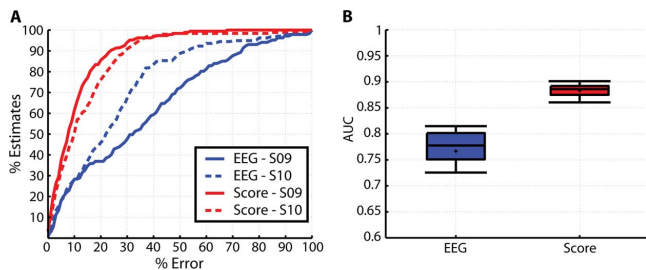 A
100
90
80
70
60
50
40
30
20
10
% Estimates
0 10 20 30 40 50 60 70 80 90 100
% Error
EEG - S09
EEG - S10
Score - S09
Score - S10
B
1
0.95
0.9
0.85
0.8
0.75
0.7
0.65
0.6
AUC
EEG Score